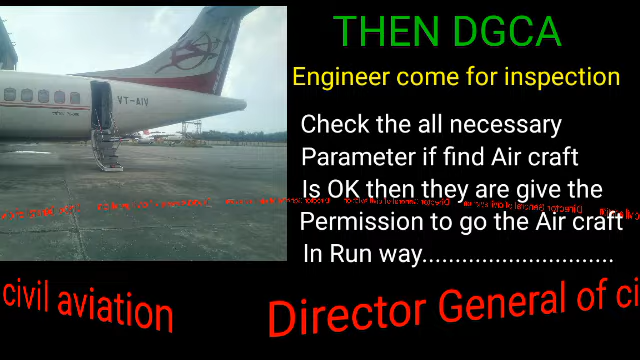 THEN DGCA
Engineer come for inspection
VT-AIV
Check the all necessary
Parameter if find Air craft
Is OK then they are give the
Permission to go the Air craft
In Run way.............................
civil aviation
Director General of ci